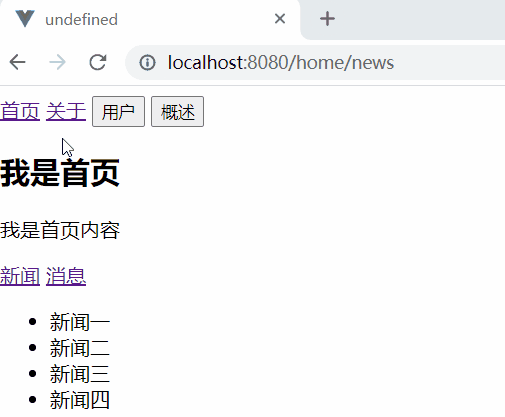 undefined
localhost:8080/home/news
首页 关于 用户 概述
我是首页
我是首页内容
新闻 消息
新闻一
新闻二
新闻三
新闻四